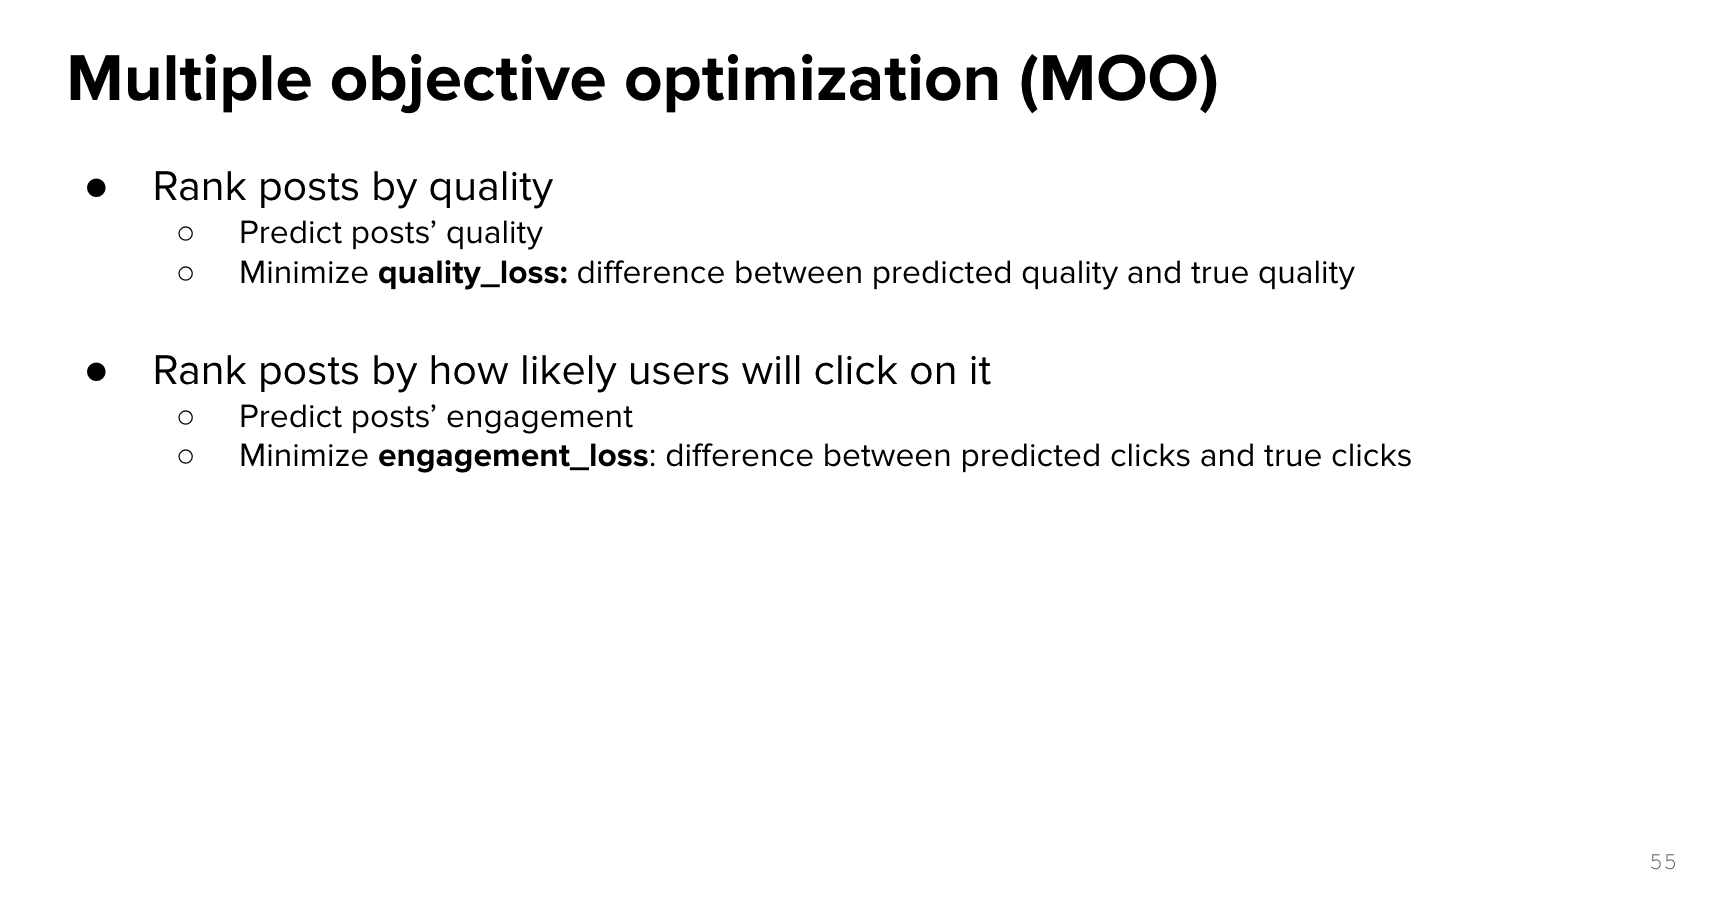 Multiple objective optimization (MOO)
● Rank posts by quality
○ Predict posts’ quality
○ Minimize quality_loss: difference between predicted quality and true quality
● Rank posts by how likely users will click on it
○ Predict posts’ engagement
○ Minimize engagement_loss: difference between predicted clicks and true clicks
55